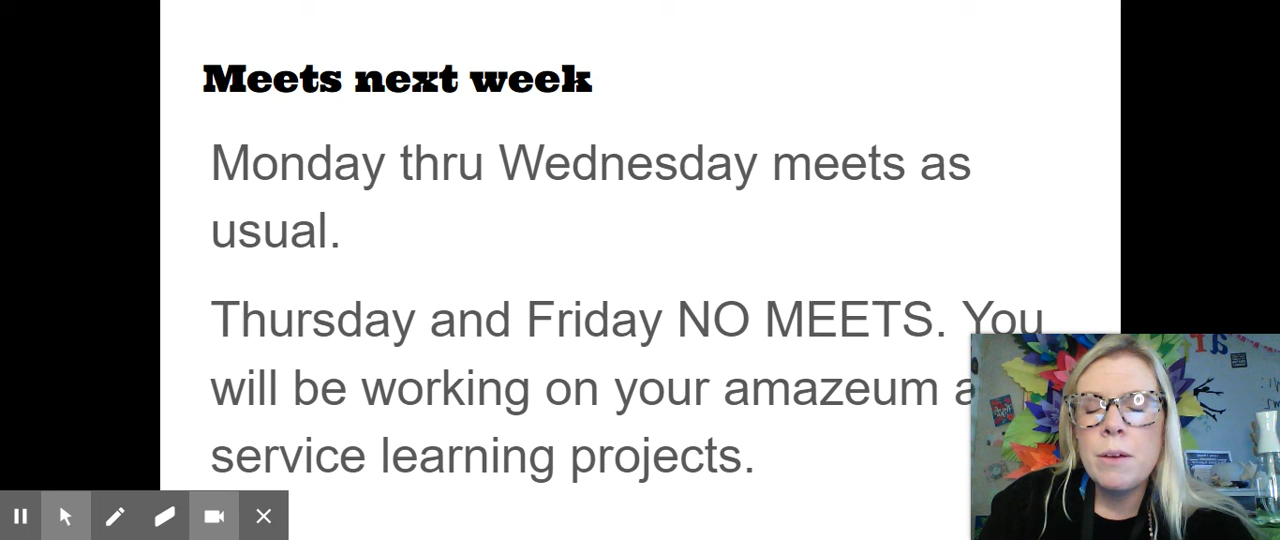 Meets next week
Monday thru Wednesday meets as
usual.
Thursday and Friday NO MEETS. You
will be working on your amazeum
service learning projects.